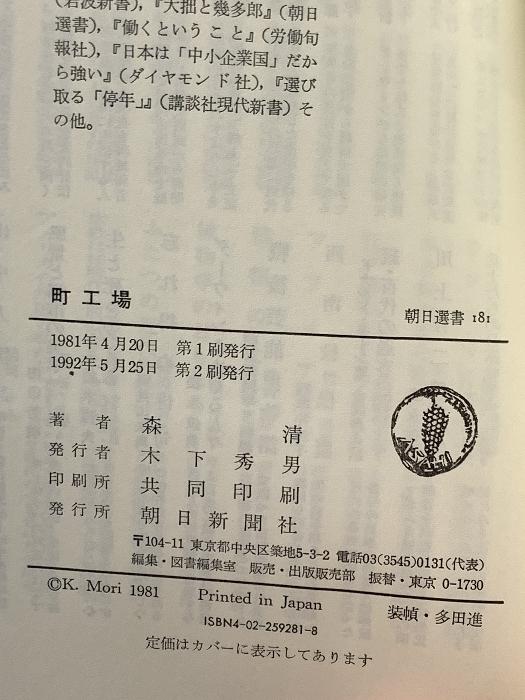 (岩波新書),『大拙と幾多郎』(朝日
選書),『働くということ』(労働旬
報社),『日本は「中小企業国」だか
ら強い』(ダイヤモンド社),『選び
取る「停年」』(講談社現代新書)そ
の他。
町工場
朝日選書 181
1981年4月20日 第1刷発行
1992年5月25日 第2刷発行
著者 森清
発行者 木下秀男
印刷所 共同印刷
発行所 朝日新聞社
〒104-11 東京都中央区築地5-3-2 電話03(3545)0131(代表)
編集・図書編集室 販売・出版販売部 振替・東京 0-1730
©K. Mori 1981 Printed in Japan 装幀・多田進
ISBN4-02-259281-8
定価はカバーに表示してあります